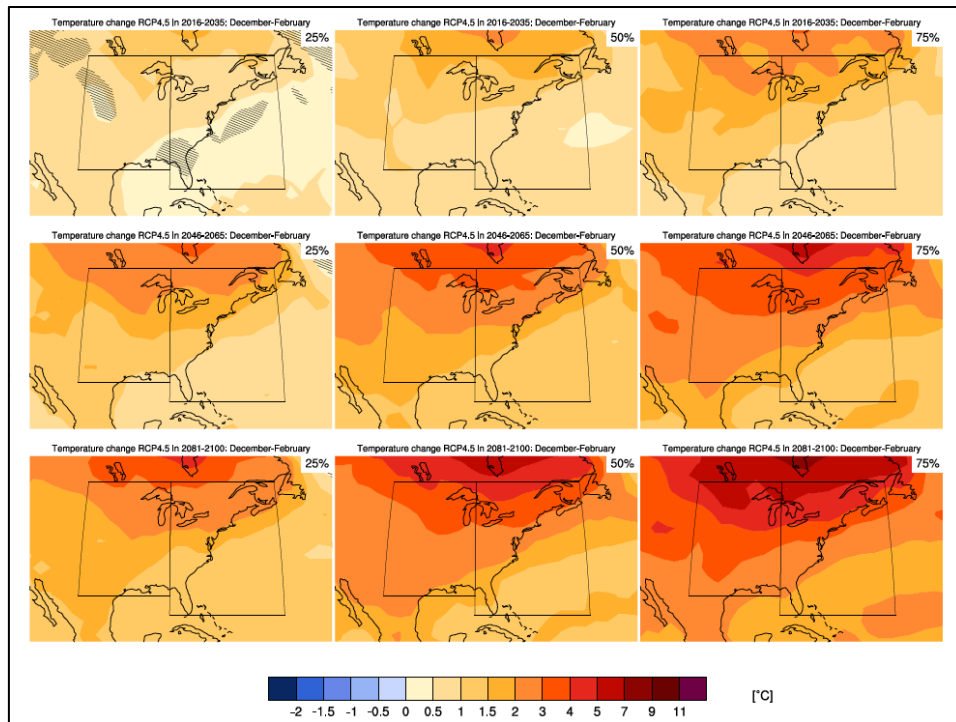 Temperature change RCP4.5 in 2016-2035: December-February
25%
Temperature change RCP4.5 in 2016-2035: December-February
50%
Temperature change RCP4.5 in 2016-2035: December-February
75%
Temperature change RCP4.5 in 2046-2065: December-February
25%
Temperature change RCP4.5 in 2046-2065: December-February
50%
Temperature change RCP4.5 in 2046-2065: December-February
75%
Temperature change RCP4.5 in 2081-2100: December-February
25%
Temperature change RCP4.5 in 2081-2100: December-February
50%
Temperature change RCP4.5 in 2081-2100: December-February
75%
-2 -1.5 -1 -0.5 0 0.5 1 1.5 2 3 4 5 7 9 11 [°C]